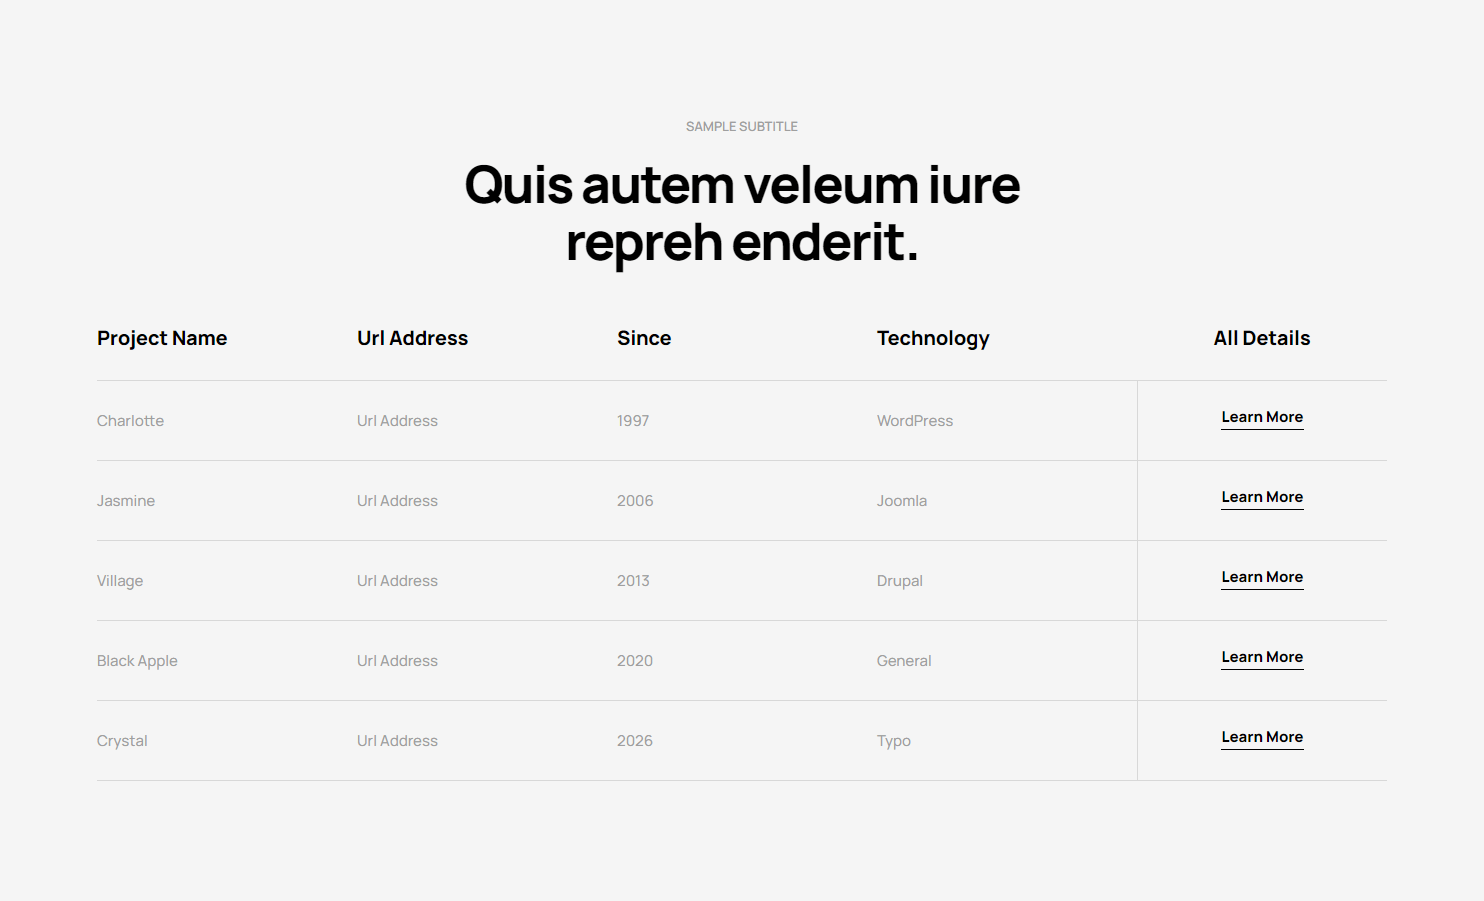 SAMPLE SUBTITLE
Quis autem veleum iure
repreh enderit.
Project Name Url Address Since Technology All Details
Charlotte Url Address 1997 WordPress Learn More
Jasmine Url Address 2006 Joomla Learn More
Village Url Address 2013 Drupal Learn More
Black Apple Url Address 2020 General Learn More
Crystal Url Address 2026 Typo Learn More